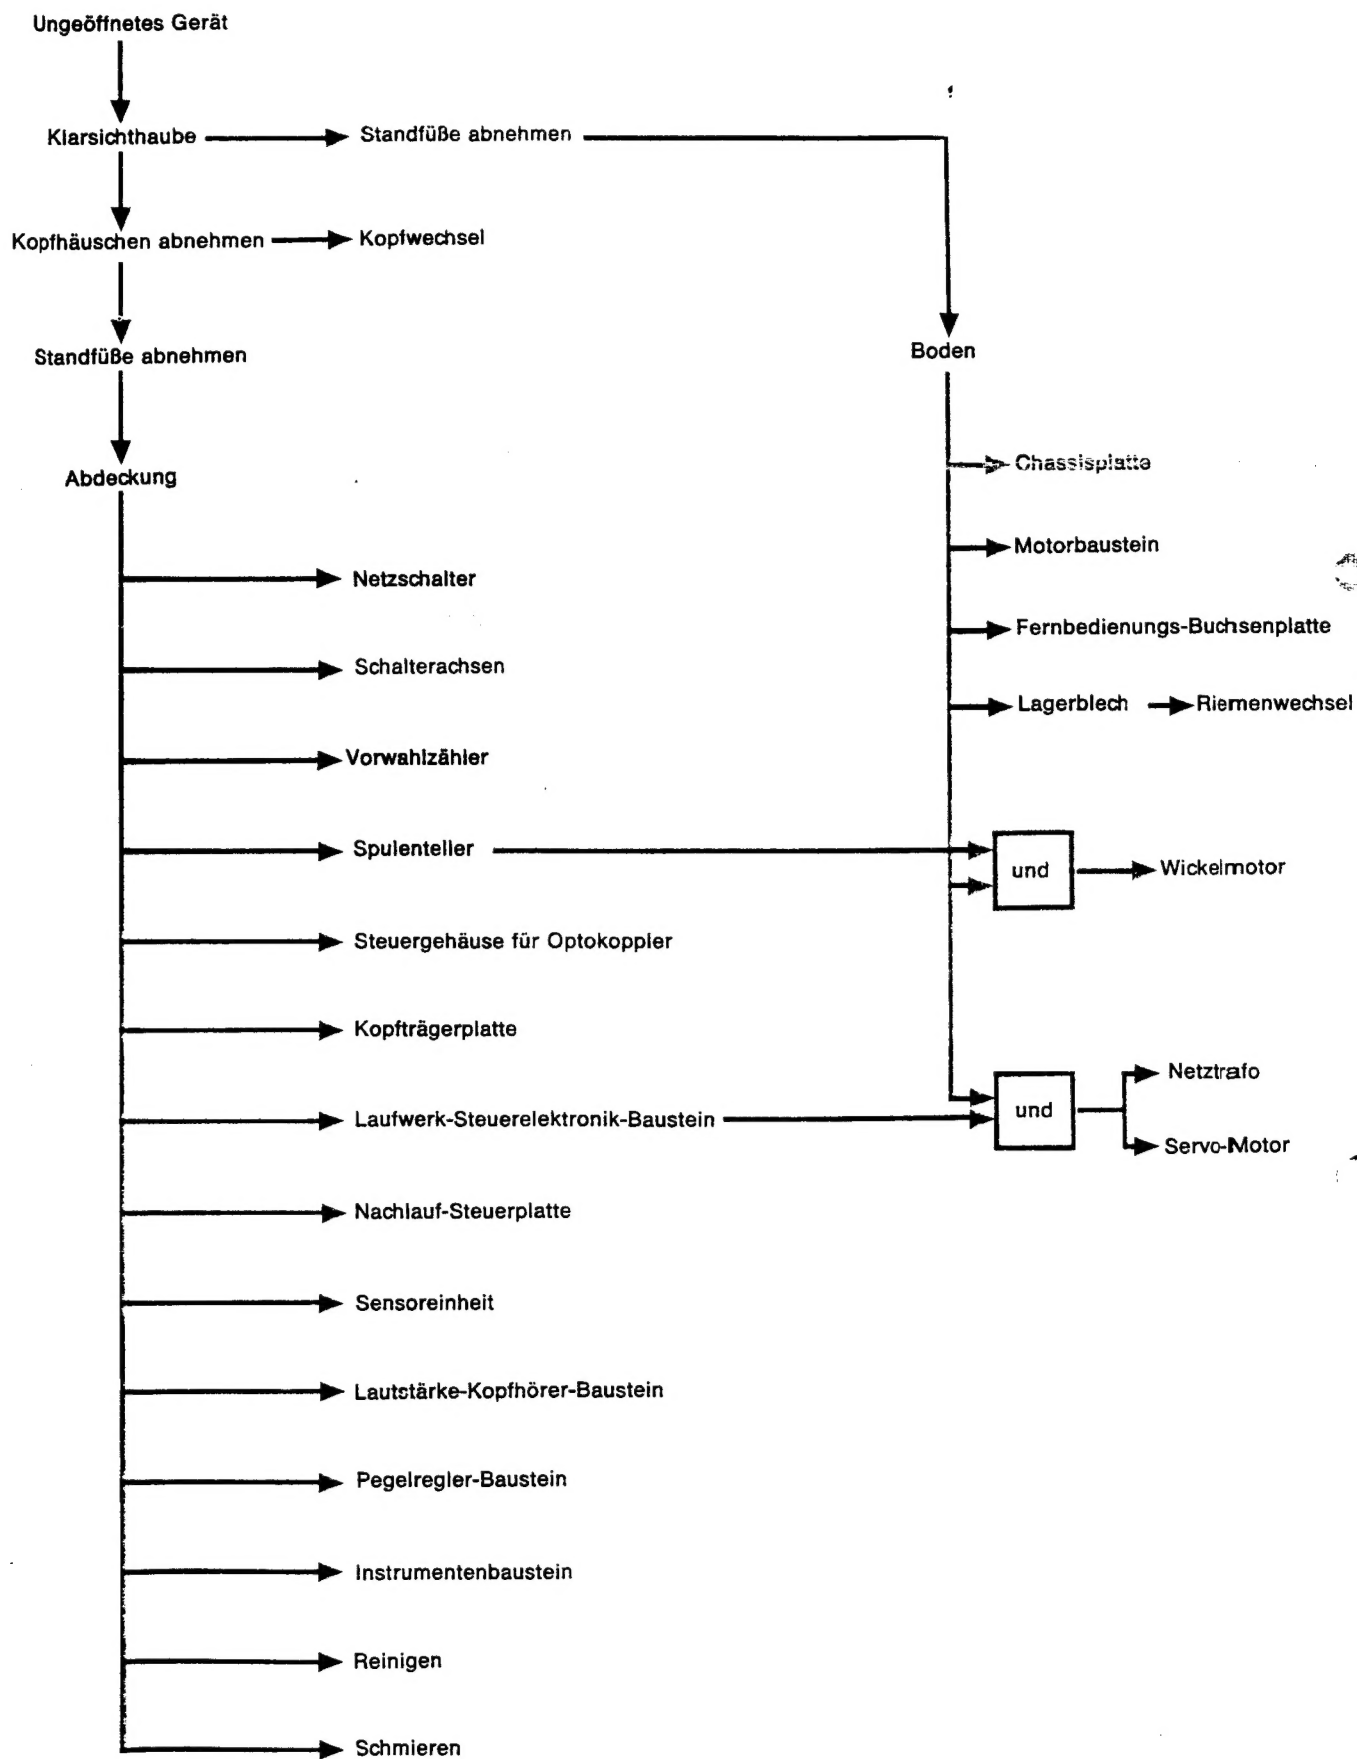 Ungeöffnetes Gerät
Klarsichthaube
Standfüße abnehmen
Kopfhäuschen abnehmen
Kopfwechsel
Standfüße abnehmen
Boden
Abdeckung
Chassisplatte
Motorbaustein
Netzschalter
Fernbedienungs-Buchsenplatte
Schalterachsen
Lagerblech
Riemenwechsel
Vorwahlzähler
Spulenteller
und
Wickelmotor
Steuergehäuse für Optokoppler
Kopfträgerplatte
Netztrafo
Laufwerk-Steuerelektronik-Baustein
und
Servo-Motor
Nachlauf-Steuerplatte
Sensoreinheit
Lautstärke-Kopfhörer-Baustein
Pegelregler-Baustein
Instrumentenbaustein
Reinigen
Schmieren